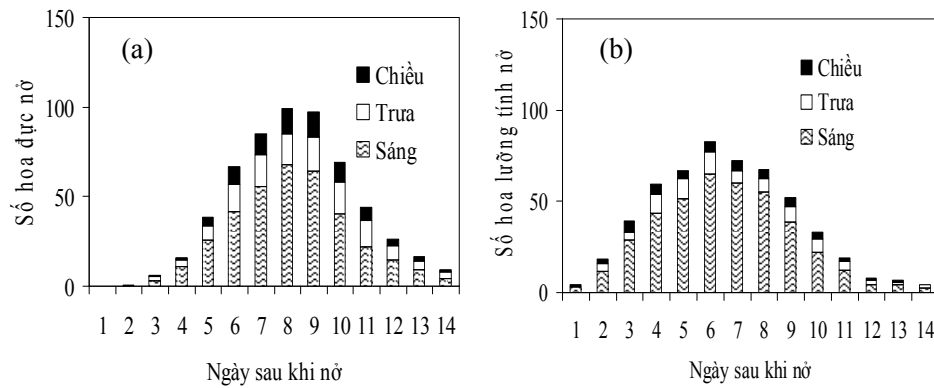 (a)
Số hoa đực nở
150
100
50
0
Chiều
Trưa
Sáng
1 2 3 4 5 6 7 8 9 10 11 12 13 14
Ngày sau khi nở
(b)
Số hoa lưỡng tính nở
150
100
50
0
Chiều
Trưa
Sáng
1 2 3 4 5 6 7 8 9 10 11 12 13 14
Ngày sau khi nở